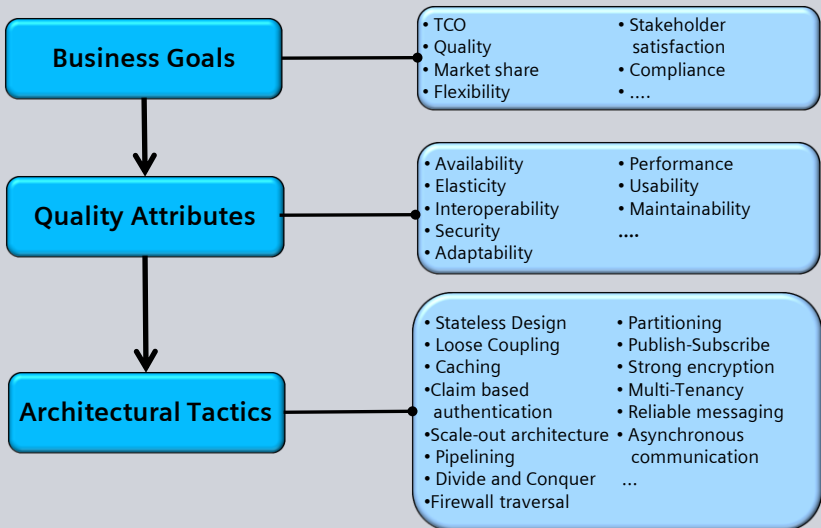 Business Goals
• TCO
• Quality
• Market share
• Flexibility
• Stakeholder
satisfaction
• Compliance
• ....
Quality Attributes
• Availability
• Elasticity
• Interoperability
• Security
• Adaptability
• Performance
• Usability
• Maintainability
....
Architectural Tactics
• Stateless Design
• Loose Coupling
• Caching
•Claim based
authentication
•Scale-out architecture
• Pipelining
• Divide and Conquer
•Firewall traversal
• Partitioning
• Publish-Subscribe
• Strong encryption
• Multi-Tenancy
• Reliable messaging
• Asynchronous
communication
...